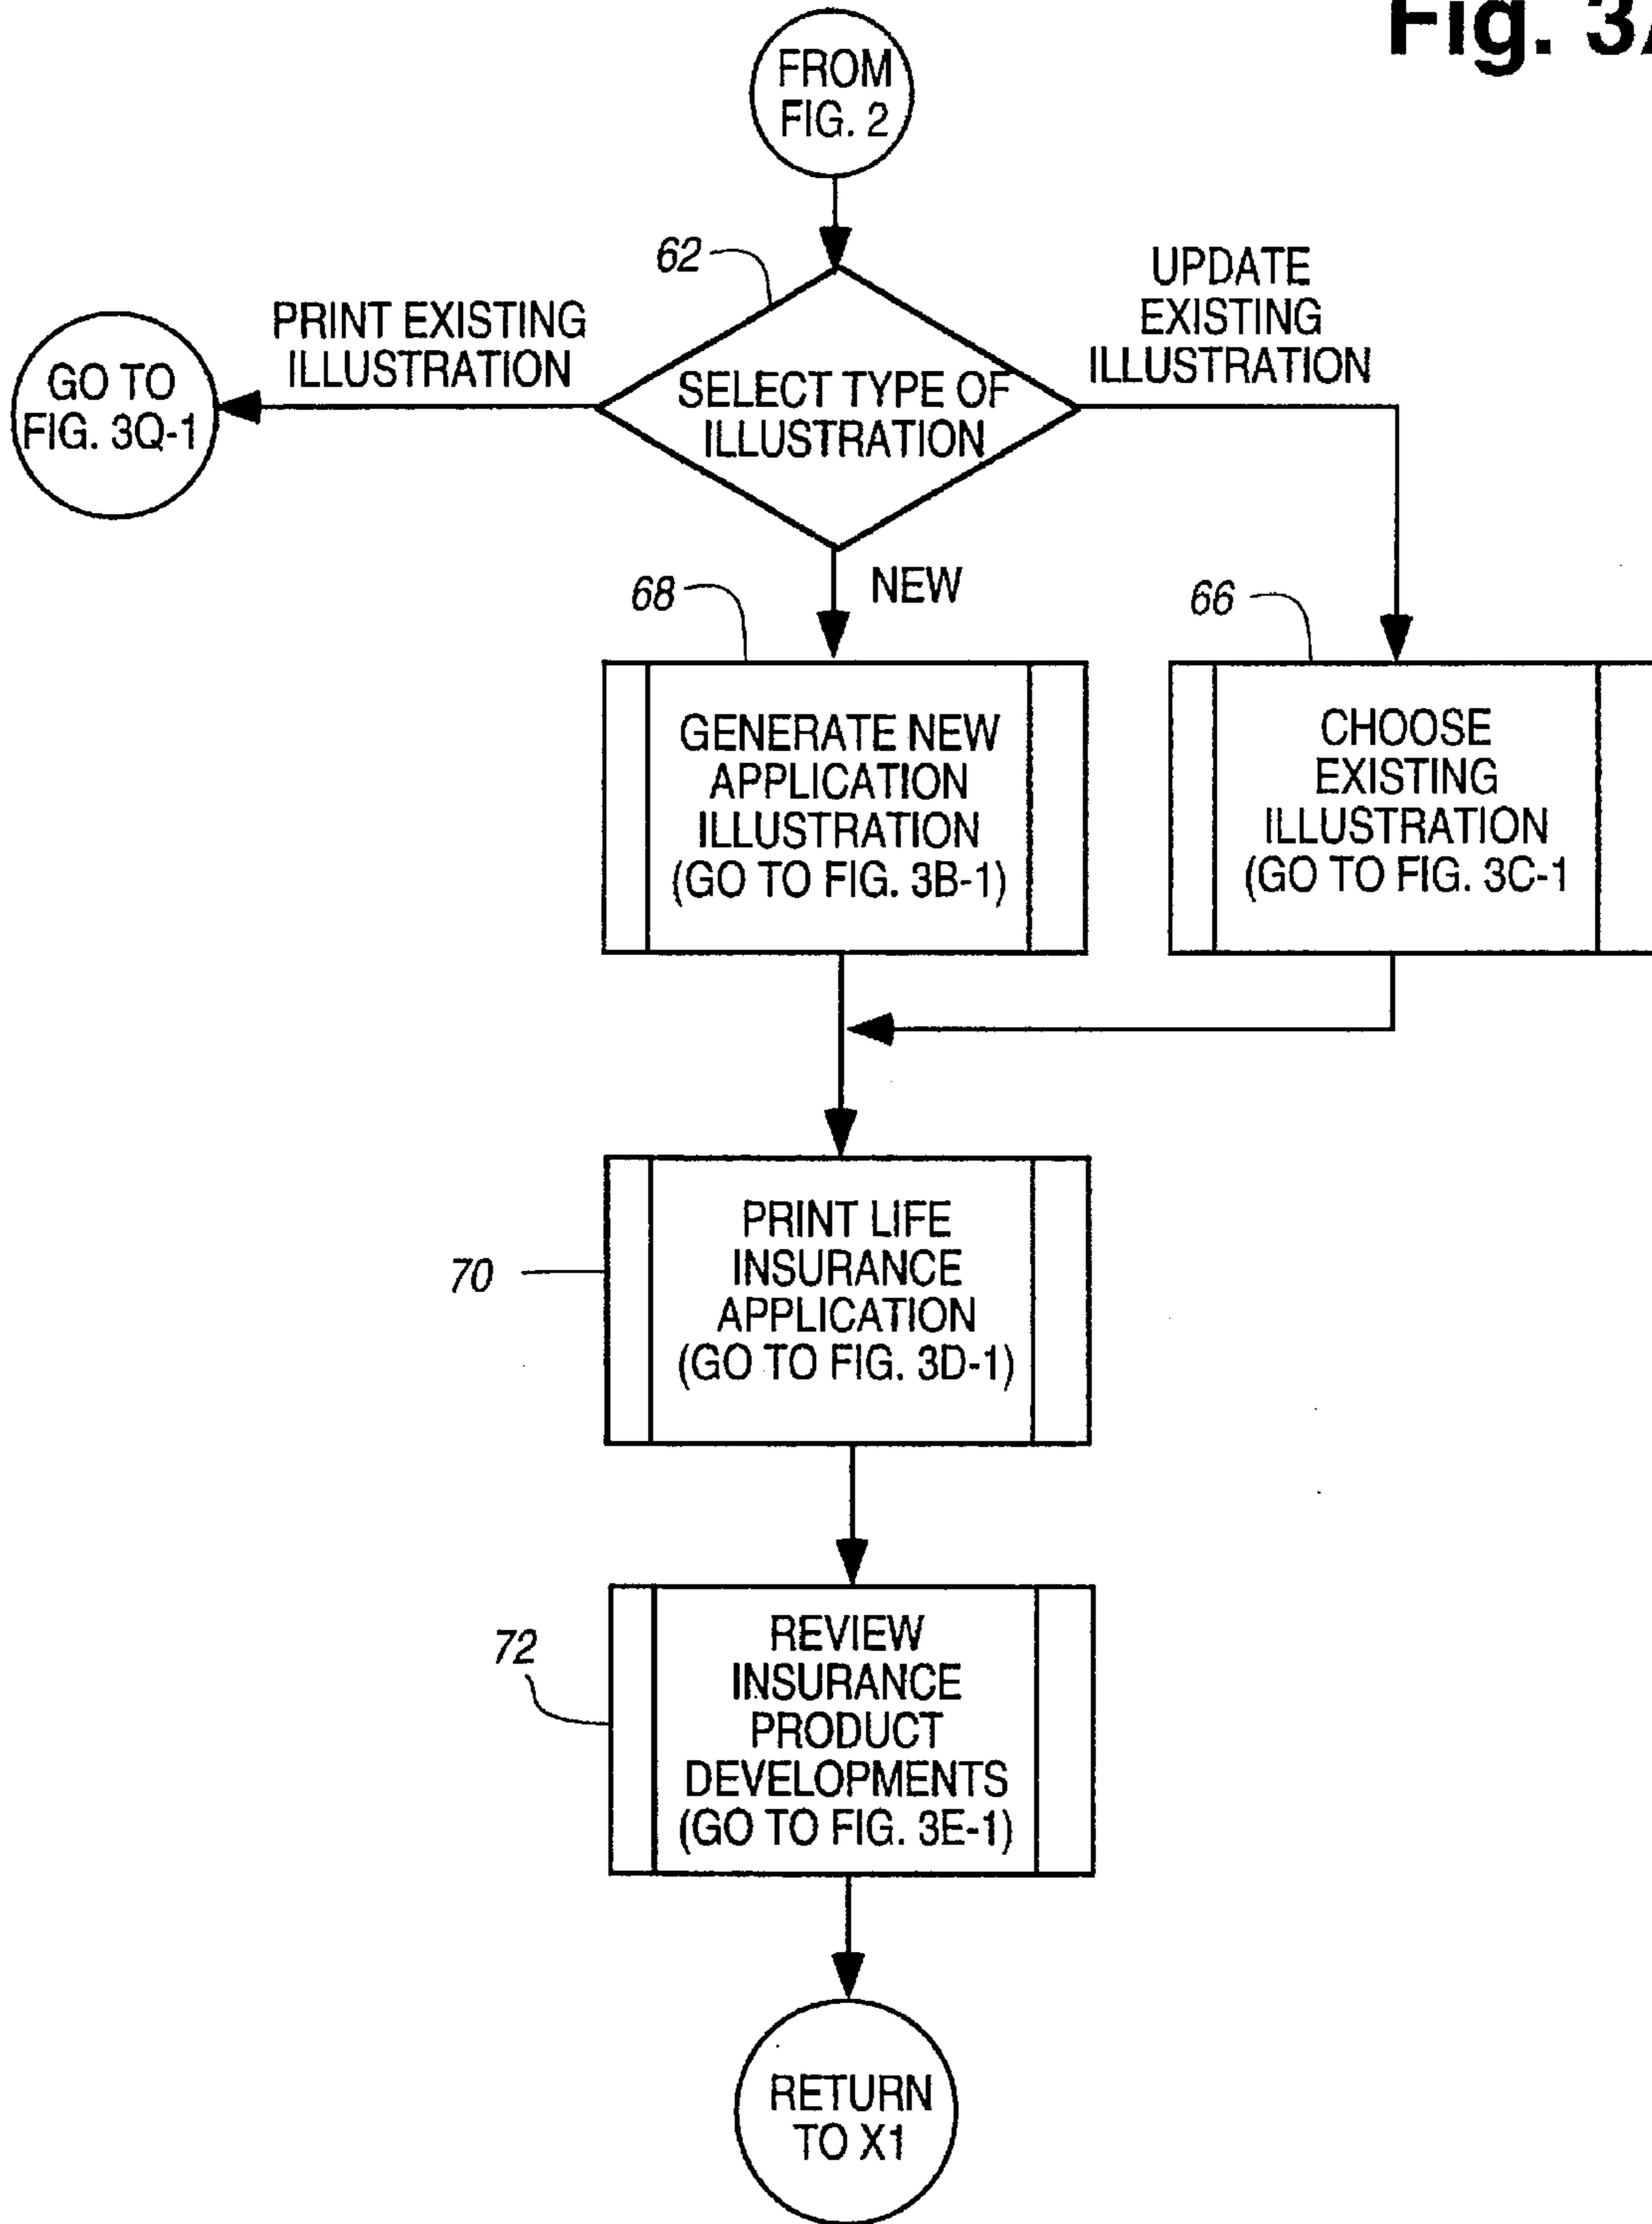 Fig. 3A
FROM
FIG. 2
62
PRINT EXISTING
ILLUSTRATION
UPDATE
EXISTING
ILLUSTRATION
GO TO
FIG. 3Q-1
SELECT TYPE OF
ILLUSTRATION
NEW
68
66
GENERATE NEW
APPLICATION
ILLUSTRATION
(GO TO FIG. 3B-1)
CHOOSE
EXISTING
ILLUSTRATION
(GO TO FIG. 3C-1
70
PRINT LIFE
INSURANCE
APPLICATION
(GO TO FIG. 3D-1)
72
REVIEW
INSURANCE
PRODUCT
DEVELOPMENTS
(GO TO FIG. 3E-1)
RETURN
TO X1